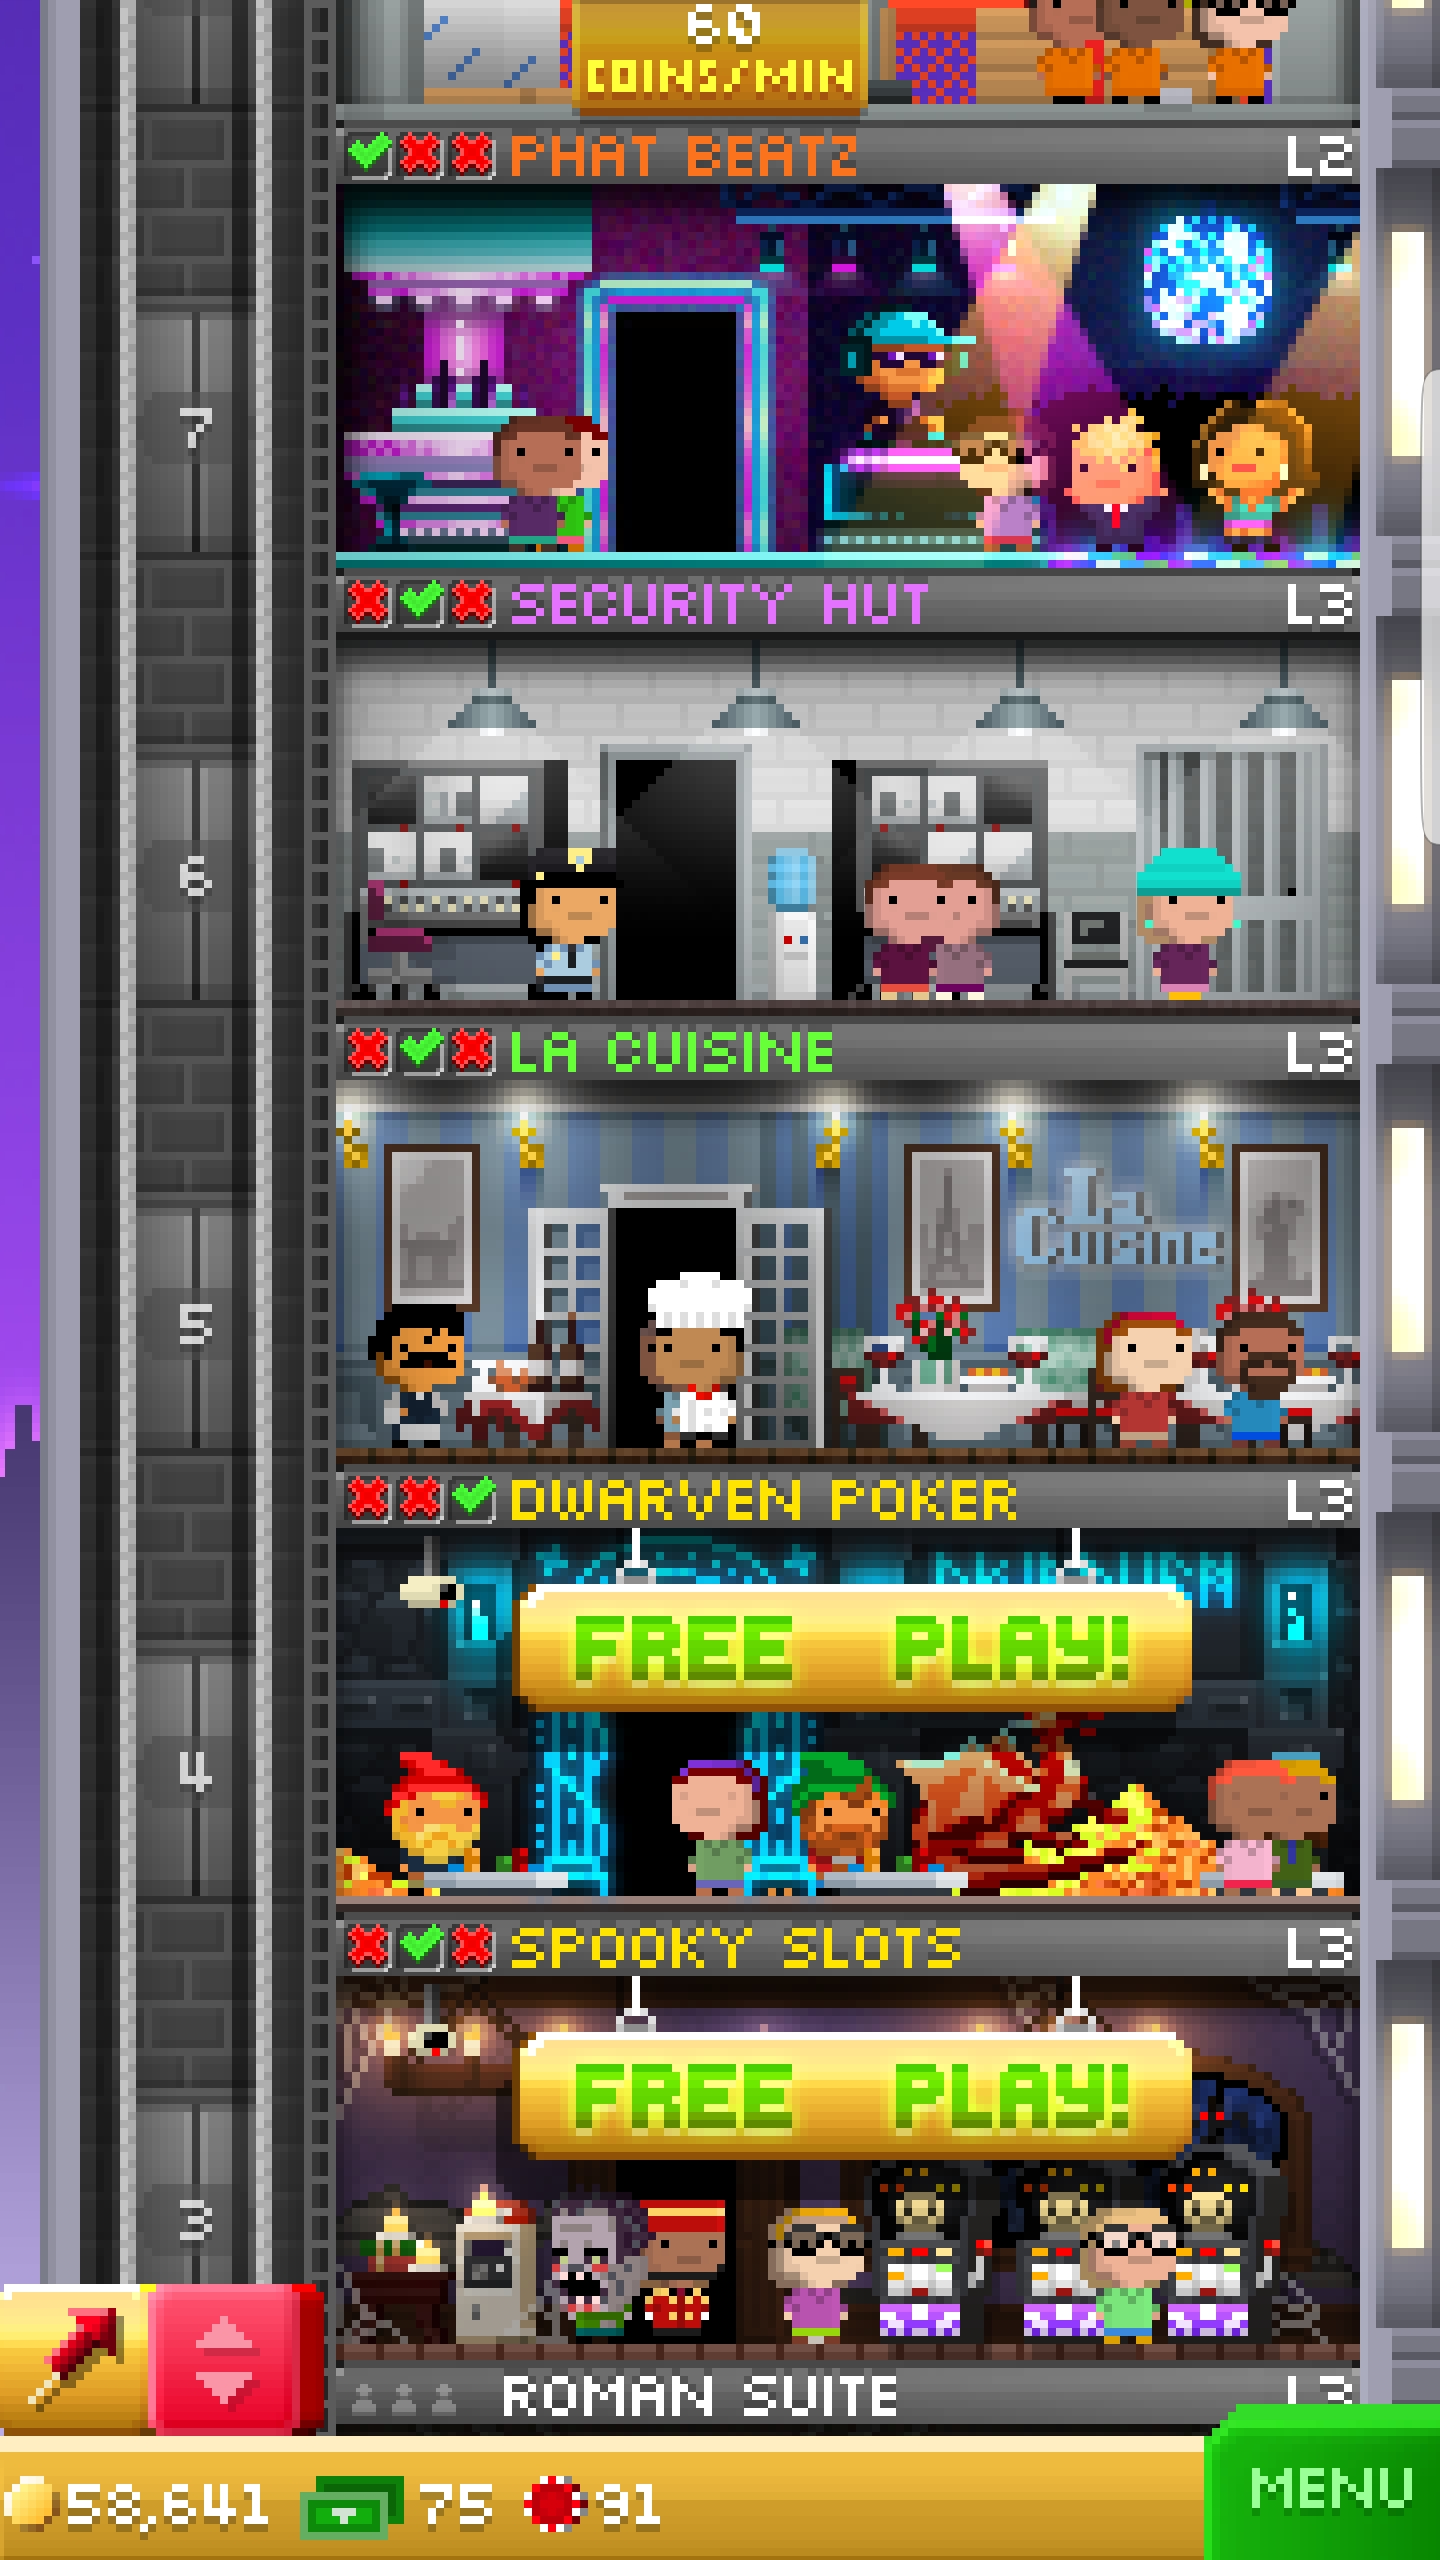 60
COINS/MIN
PHAT BEATZ L2
7
SECURITY HUT L3
6
LA CUISINE L3
La
Cuisine
5
DWARVEN POKER L3
FREE PLAY!
4
SPOOKY SLOTS L3
FREE PLAY!
3
ROMAN SUITE L3
58,641 75 91
MENU